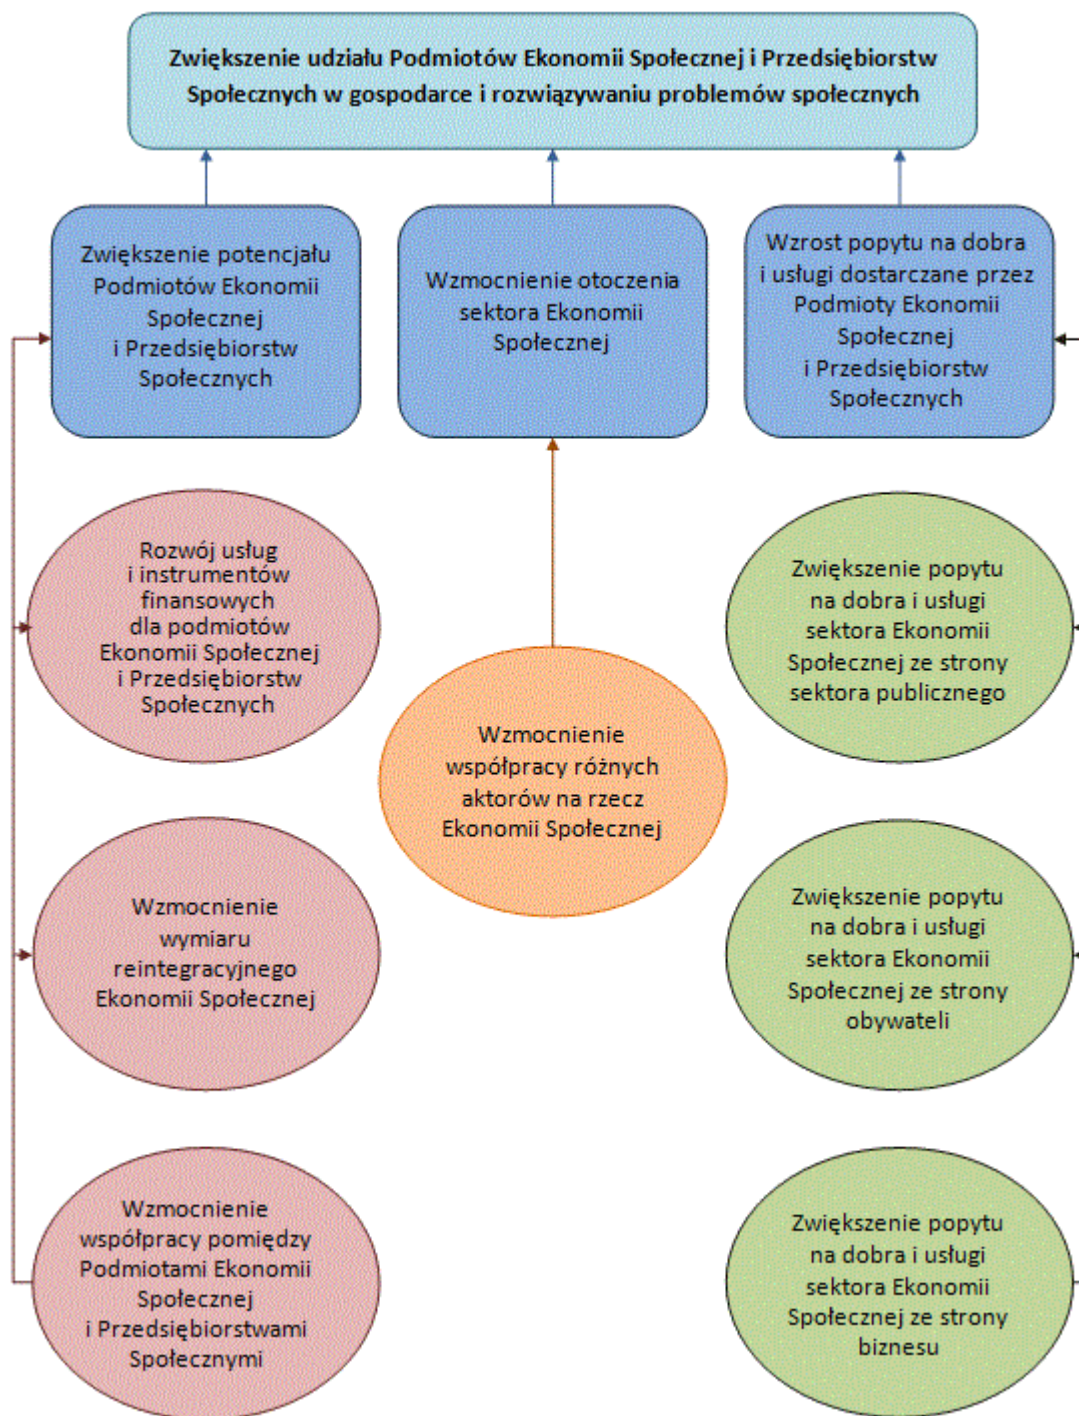 Zwiększenie udziału Podmiotów Ekonomii Społecznej i Przedsiębiorstw
Społecznych w gospodarce i rozwiązywaniu problemów społecznych
Zwiększenie potencjału
Podmiotów Ekonomii
Społecznej
i Przedsiębiorstw
Społecznych
Wzmocnienie otoczenia
sektora Ekonomii
Społecznej
Wzrost popytu na dobra
i usługi dostarczane przez
Podmioty Ekonomii
Społecznej
i Przedsiębiorstw
Społecznych
Rozwój usług
i instrumentów
finansowych
dla podmiotów
Ekonomii Społecznej
i Przedsiębiorstw
Społecznych
Wzmocnienie
wymiaru
reintegracyjnego
Ekonomii Społecznej
Wzmocnienie
współpracy pomiędzy
Podmiotami Ekonomii
Społecznej
i Przedsiębiorstwami
Społecznymi
Wzmocnienie
współpracy różnych
aktorów na rzecz
Ekonomii Społecznej
Zwiększenie popytu
na dobra i usługi
sektora Ekonomii
Społecznej ze strony
sektora publicznego
Zwiększenie popytu
na dobra i usługi
sektora Ekonomii
Społecznej ze strony
obywateli
Zwiększenie popytu
na dobra i usługi
sektora Ekonomii
Społecznej ze strony
biznesu